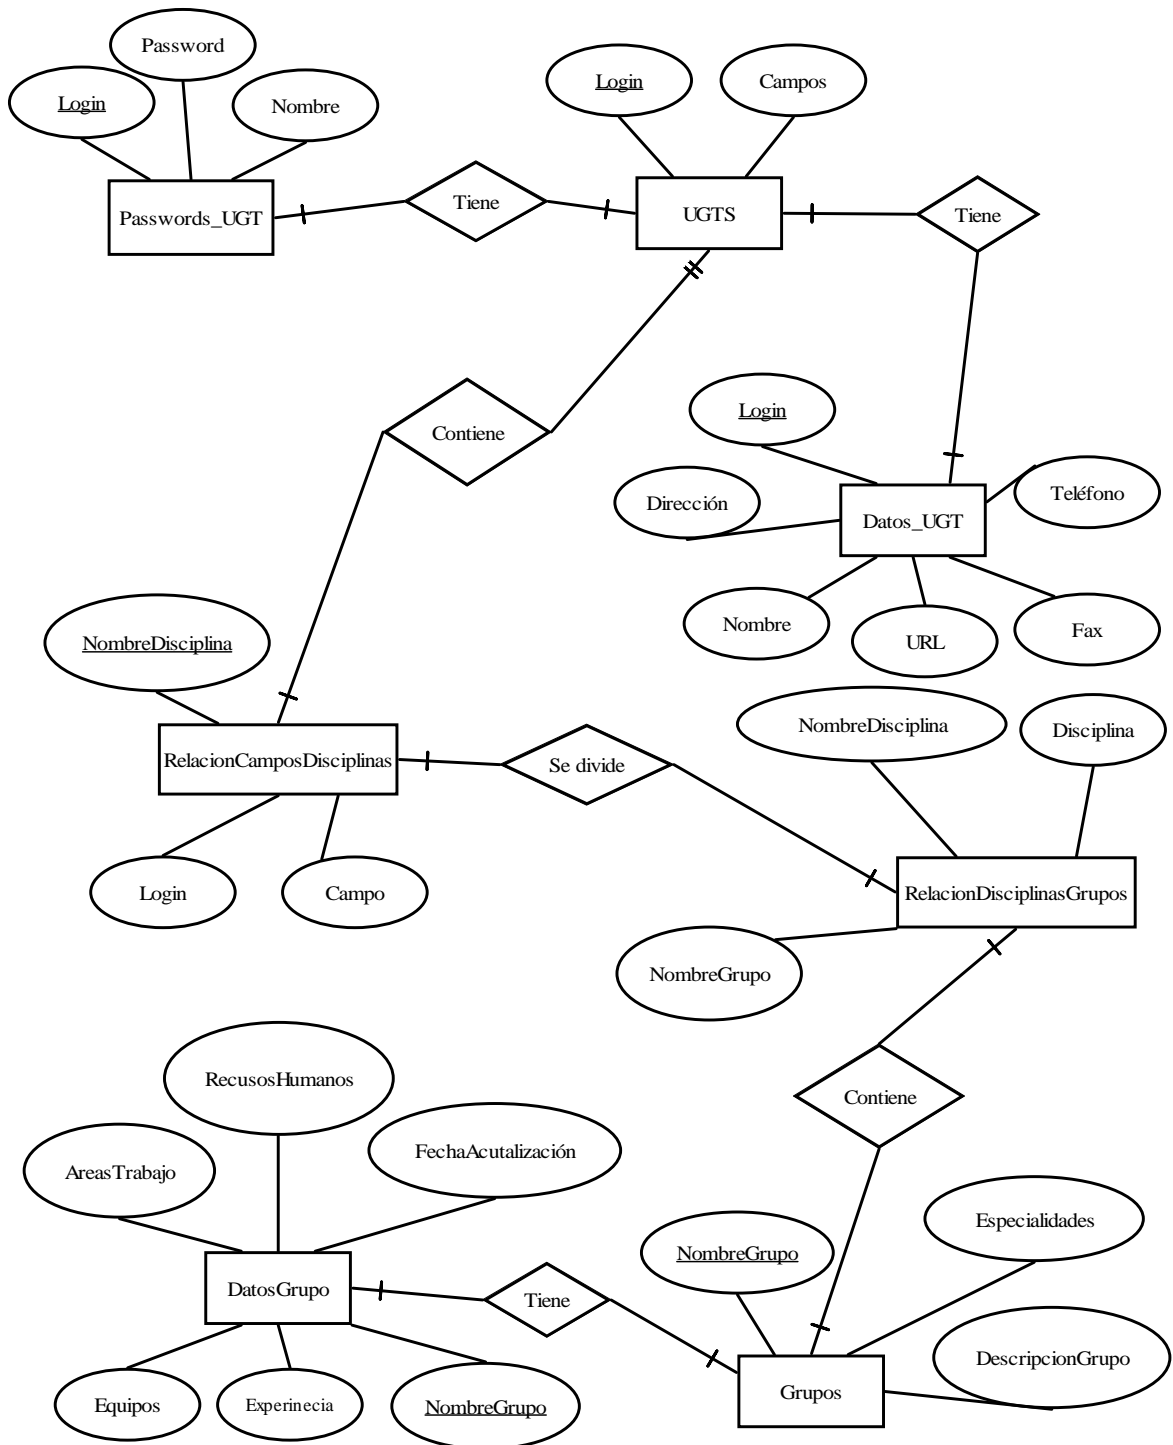 Password
Login
Nombre
Login
Campos
Passwords_UGT
Tiene
UGTS
Tiene
Contiene
Login
Dirección
Teléfono
Datos_UGT
Nombre
URL
Fax
NombreDisciplina
NombreDisciplina
Disciplina
RelacionCamposDisciplinas
Se divide
Login
Campo
RelacionDisciplinasGrupos
NombreGrupo
RecusosHumanos
Contiene
AreasTrabajo
FechaAcutalización
Especialidades
NombreGrupo
DatosGrupo
Tiene
DescripcionGrupo
Grupos
Equipos
Experinecia
NombreGrupo